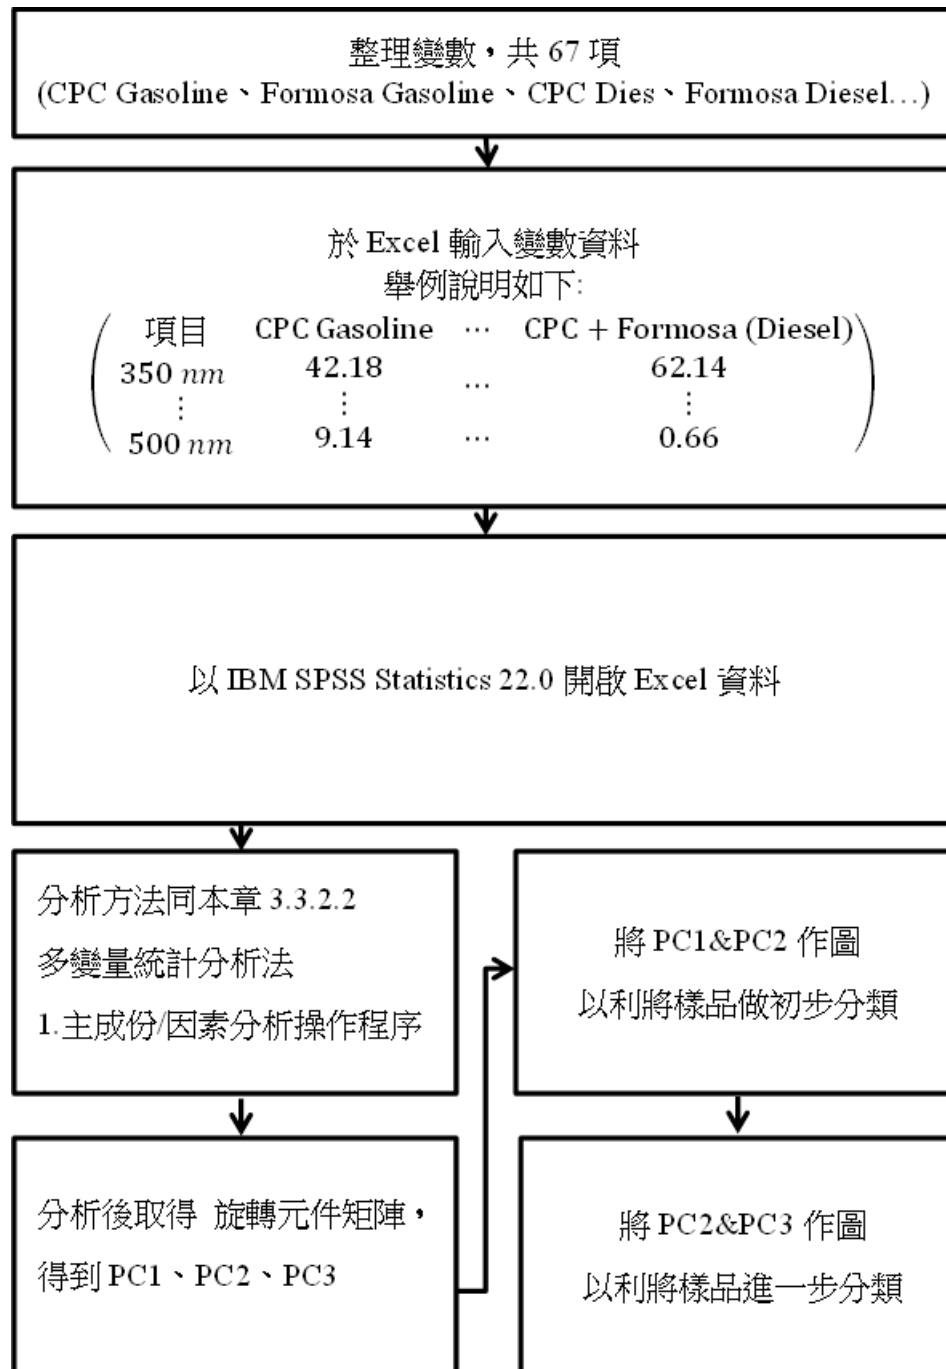 整理變數，共 67 項
(CPC Gasoline、Formosa Gasoline、CPC Dies、Formosa Diesel…)
於 Excel 輸入變數資料
舉例說明如下:
項目 CPC Gasoline ⋯ CPC + Formosa (Diesel)
350 nm 42.18 ⋯ 62.14
⋮ ⋮ ⋮
500 nm 9.14 ⋯ 0.66
以 IBM SPSS Statistics 22.0 開啟 Excel 資料
分析方法同本章 3.3.2.2
多變量統計分析法
1.主成份/因素分析操作程序
分析後取得 旋轉元件矩陣，
得到 PC1、PC2、PC3
將 PC1&PC2 作圖
以利將樣品做初步分類
將 PC2&PC3 作圖
以利將樣品進一步分類